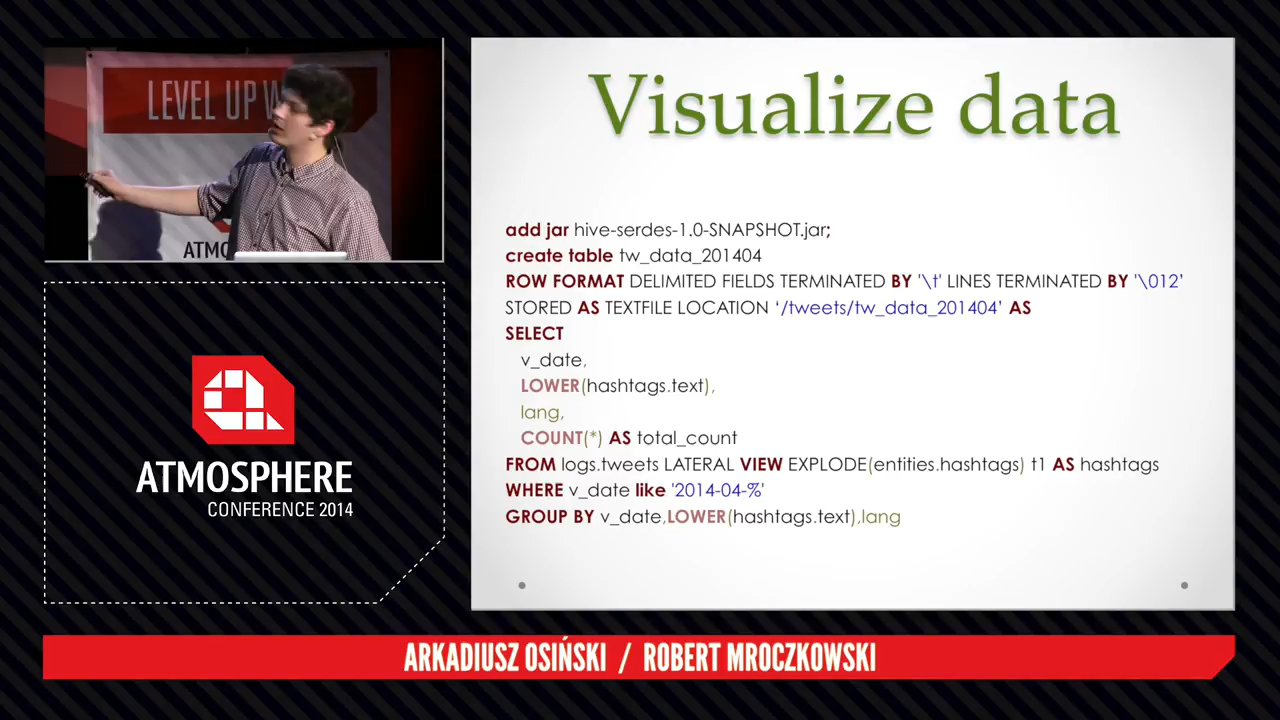 LEVEL UP W
ATMO
Visualize data
add jar hive-serdes-1.0-SNAPSHOT.jar;
create table tw_data_201404
ROW FORMAT DELIMITED FIELDS TERMINATED BY '\t' LINES TERMINATED BY '\012’
STORED AS TEXTFILE LOCATION ‘/tweets/tw_data_201404’ AS
SELECT
v_date,
LOWER(hashtags.text),
lang,
COUNT(*) AS total_count
FROM logs.tweets LATERAL VIEW EXPLODE(entities.hashtags) t1 AS hashtags
WHERE v_date like '2014-04-%'
GROUP BY v_date,LOWER(hashtags.text),lang
ATMOSPHERE
CONFERENCE 2014
ARKADIUSZ OSIŃSKI / ROBERT MROCZKOWSKI